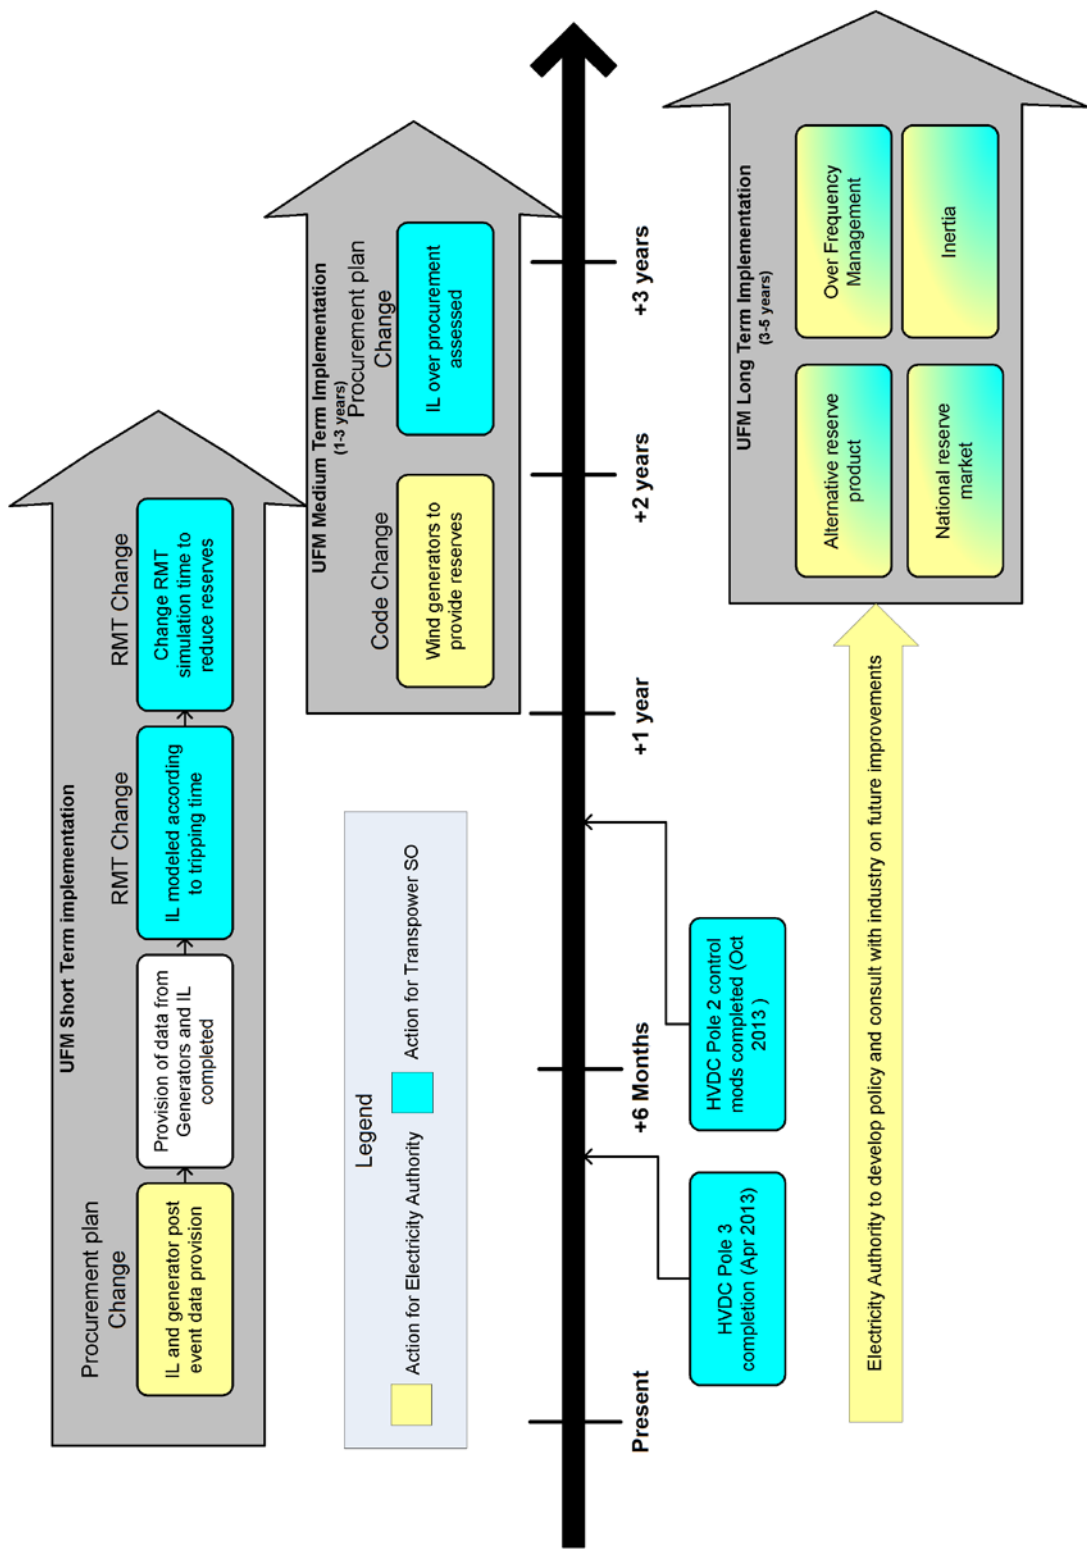 UFM Short Term implementation
Procurement plan
Change
RMT Change
RMT Change
IL and generator post
event data provision
Provision of data from
Generators and IL
completed
IL modeled according
to tripping time
Change RMT
simulation time to
reduce reserves
UFM Medium Term Implementation
(1-3 years)
Code Change
Procurement plan
Change
Wind generators to
provide reserves
IL over procurement
assessed
Legend
Action for Electricity Authority
Action for Transpower SO
Present
+6 Months
+1 year
+2 years
+3 years
HVDC Pole 3
completion (Apr 2013)
HVDC Pole 2 control
mods completed (Oct
2013 )
UFM Long Term Implementation
(3-5 years)
Alternative reserve
product
Over Frequency
Management
National reserve
market
Inertia
Electricity Authority to develop policy and consult with industry on future improvements